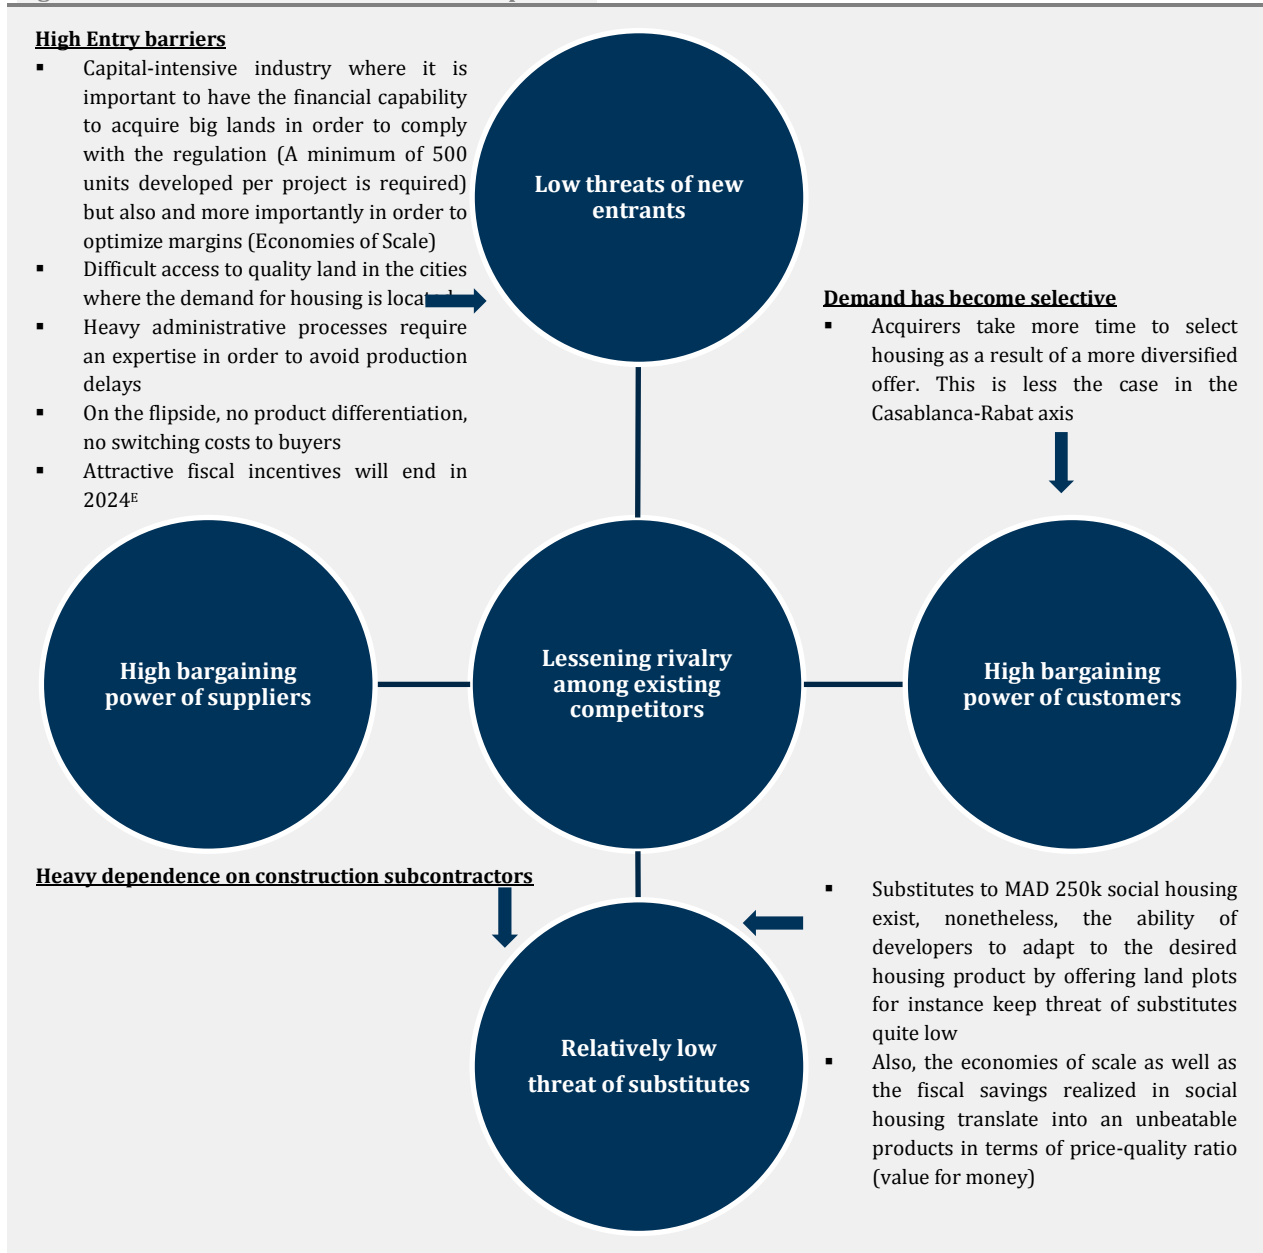 High Entry barriers
▪ Capital-intensive industry where it is
important to have the financial capability
to acquire big lands in order to comply
with the regulation (A minimum of 500
units developed per project is required)
but also and more importantly in order to
optimize margins (Economies of Scale)
▪ Difficult access to quality land in the cities
where the demand for housing is
▪ Heavy administrative processes require
an expertise in order to avoid production
delays
▪ On the flipside, no product differentiation,
no switching costs to buyers
▪ Attractive fiscal incentives will end in
2024ᴱ
Low threats of new
entrants
Demand has become selective
▪ Acquirers take more time to select
housing as a result of a more diversified
offer. This is less the case in the
Casablanca-Rabat axis
High bargaining
power of suppliers
Lessening rivalry
among existing
competitors
High bargaining
power of customers
Heavy dependence on construction subcontractors
Relatively low
threat of substitutes
▪ Substitutes to MAD 250k social housing
exist, nonetheless, the ability of
developers to adapt to the desired
housing product by offering land plots
for instance keep threat of substitutes
quite low
▪ Also, the economies of scale as well as
the fiscal savings realized in social
housing translate into an unbeatable
products in terms of price-quality ratio
(value for money)